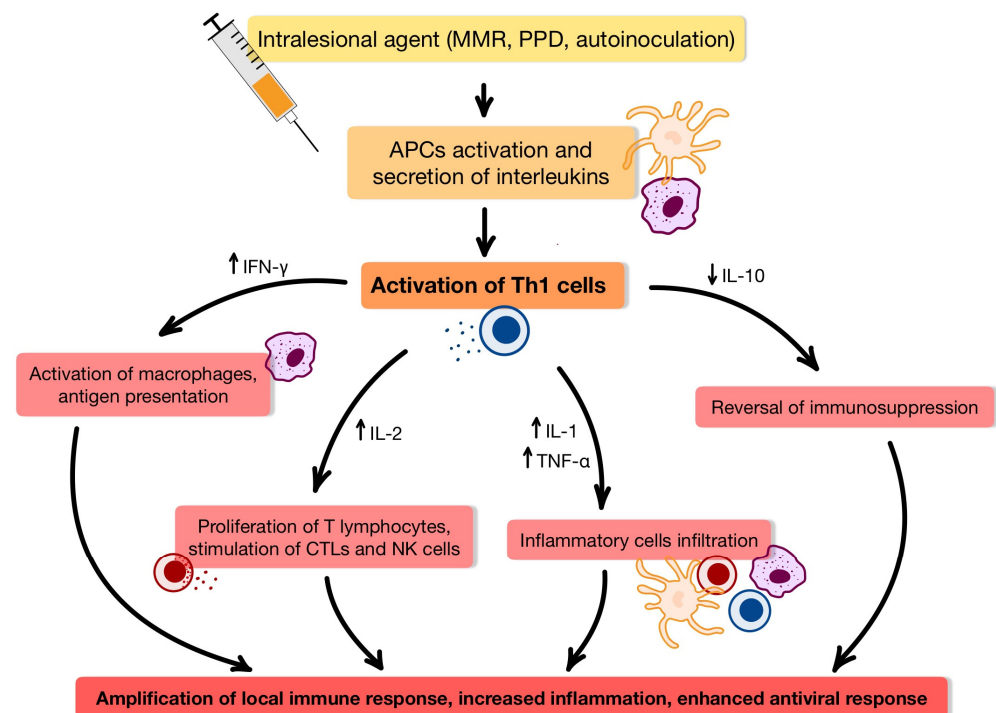 Intralesional agent (MMR, PPD, autoinoculation)
APCs activation and
secretion of interleukins
↑ IFN-γ
Activation of Th1 cells
↓ IL-10
Activation of macrophages,
antigen presentation
↑ IL-2
↑ IL-1
↑ TNF-α
Reversal of immunosuppression
Proliferation of T lymphocytes,
stimulation of CTLs and NK cells
Inflammatory cells infiltration
Amplification of local immune response, increased inflammation, enhanced antiviral response